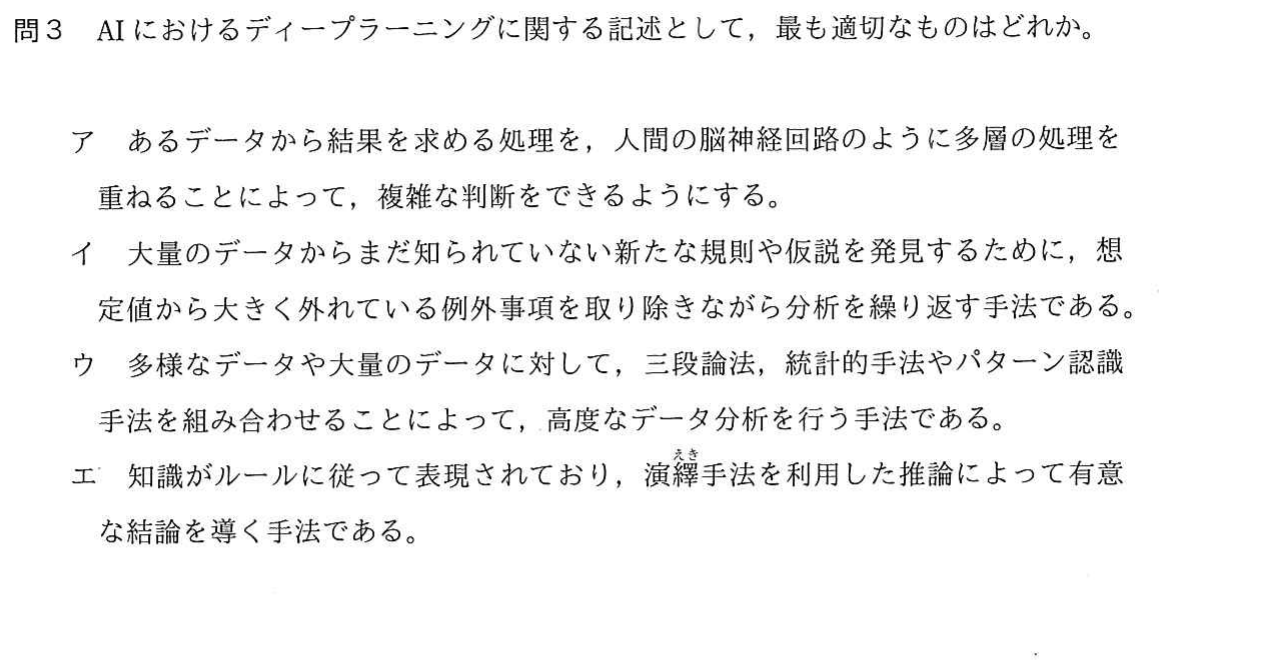 問3 AIにおけるディープラーニングに関する記述として，最も適切なものはどれか。
ア あるデータから結果を求める処理を，人間の脳神経回路のように多層の処理を
重ねることによって，複雑な判断をできるようにする。
イ 大量のデータからまだ知られていない新たな規則や仮説を発見するために，想
定値から大きく外れている例外事項を取り除きながら分析を繰り返す手法である。
ウ 多様なデータや大量のデータに対して，三段論法，統計的手法やパターン認識
手法を組み合わせることによって，高度なデータ分析を行う手法である。
えき
エ 知識がルールに従って表現されており，演繹手法を利用した推論によって有意
な結論を導く手法である。